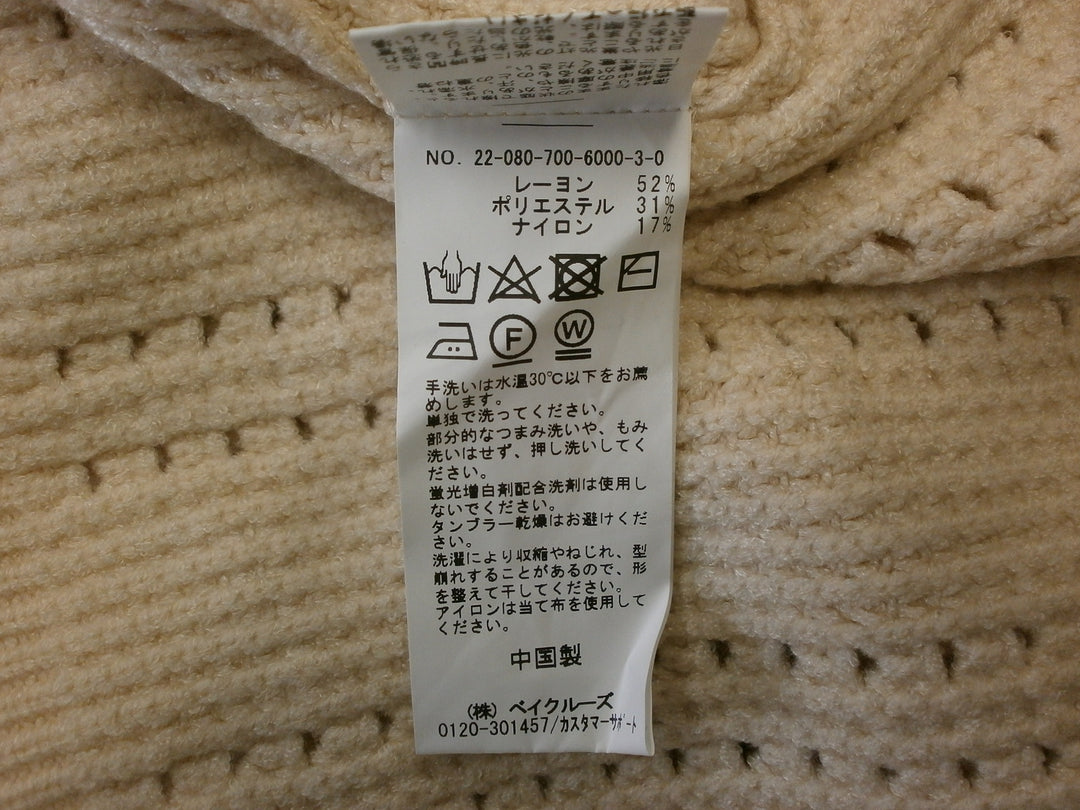 NO. 22-080-700-6000-3-0
レーヨン 52%
ポリエステル 31%
ナイロン 17%
F W
手洗いは水温30℃以下をお薦
めします。
単独で洗ってください。
部分的なつまみ洗いや、もみ
洗いはせず、押し洗いしてく
ださい。
蛍光増白剤配合洗剤は使用し
ないでください。
タンブラー乾燥はお避けくだ
さい。
洗濯により収縮やねじれ、型
崩れすることがあるので、形
を整えて干してください。
アイロンは当て布を使用して
ください。
中国製
(株) ベイクルーズ
0120-301457/カスタマーサポート